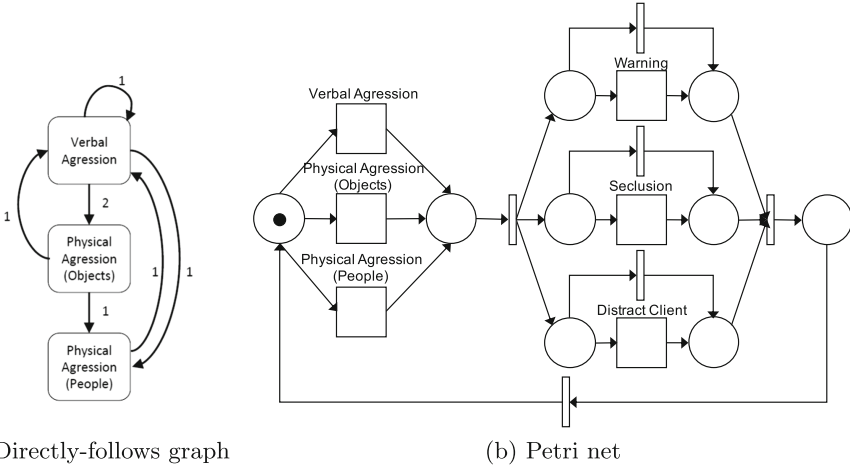 1
Verbal
Agression
2
1
1
1
Physical
Agression
(Objects)
1
Physical
Agression
(People)
Directly-follows graph
Verbal Agression
Physical Agression
(Objects)
Physical Agression
(People)
Warning
Seclusion
Distract Client
(b) Petri net